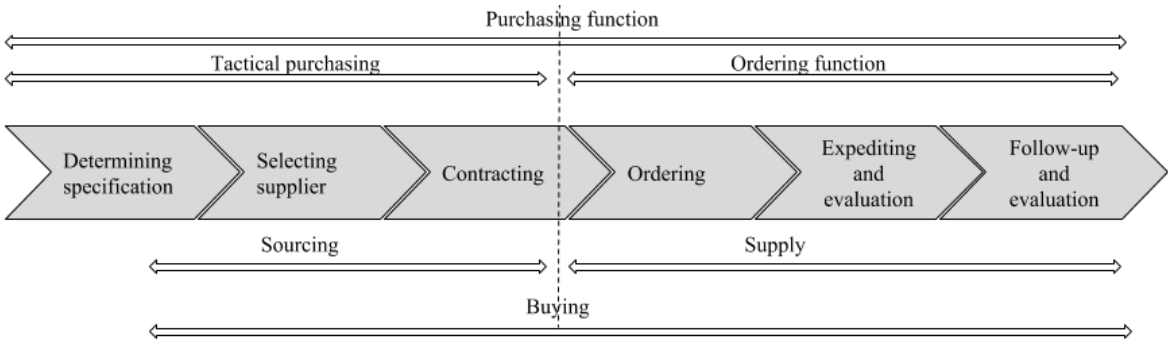 Purchasing function
Tactical purchasing
Ordering function
Determining
specification
Selecting
supplier
Contracting
Ordering
Expediting
and
evaluation
Follow-up
and
evaluation
Sourcing
Supply
Buying